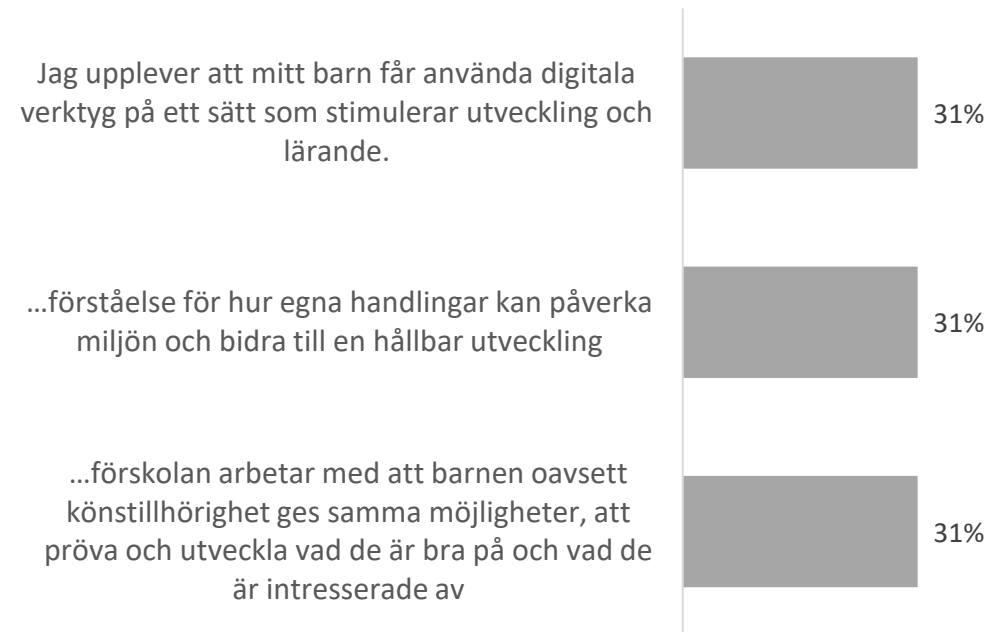 Jag upplever att mitt barn får använda digitala
verktyg på ett sätt som stimulerar utveckling och
lärande.
31%
...förståelse för hur egna handlingar kan påverka
miljön och bidra till en hållbar utveckling
31%
...förskolan arbetar med att barnen oavsett
könstillhörighet ges samma möjligheter, att
pröva och utveckla vad de är bra på och vad de
är intresserade av
31%